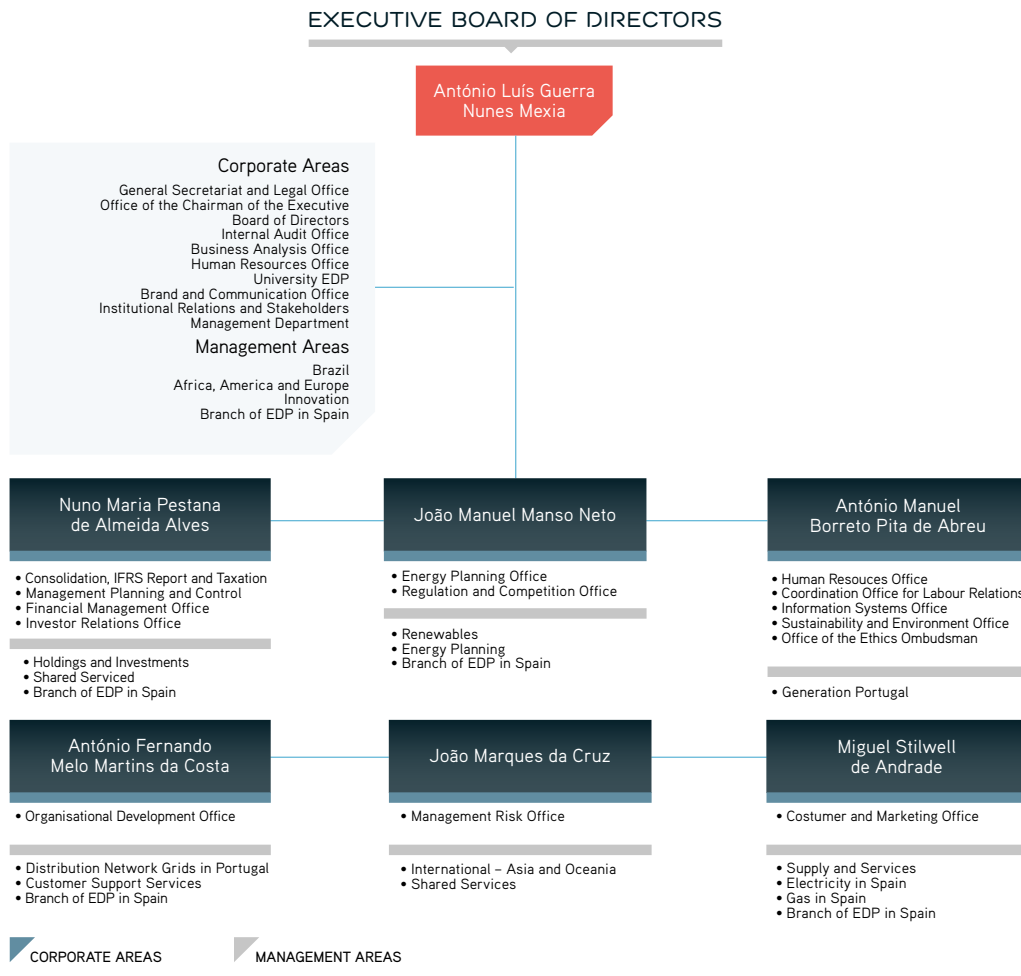 EXECUTIVE BOARD OF DIRECTORS
António Luís Guerra
Nunes Mexia
Corporate Areas
General Secretariat and Legal Office
Office of the Chairman of the Executive
Board of Directors
Internal Audit Office
Business Analysis Office
Human Resources Office
University EDP
Brand and Communication Office
Institutional Relations and Stakeholders
Management Department
Management Areas
Brazil
Africa, America and Europe
Innovation
Branch of EDP in Spain
Nuno Maria Pestana
de Almeida Alves
• Consolidation, IFRS Report and Taxation
• Management Planning and Control
• Financial Management Office
• Investor Relations Office
• Holdings and Investments
• Shared Serviced
• Branch of EDP in Spain
João Manuel Manso Neto
• Energy Planning Office
• Regulation and Competition Office
• Renewables
• Energy Planning
• Branch of EDP in Spain
António Manuel
Borreto Pita de Abreu
• Human Resouces Office
• Coordination Office for Labour Relations
• Information Systems Office
• Sustainability and Environment Office
• Office of the Ethics Ombudsman
• Generation Portugal
António Fernando
Melo Martins da Costa
• Organisational Development Office
• Distribution Network Grids in Portugal
• Customer Support Services
• Branch of EDP in Spain
João Marques da Cruz
• Management Risk Office
• International – Asia and Oceania
• Shared Services
Miguel Stilwell
de Andrade
• Costumer and Marketing Office
• Supply and Services
• Electricity in Spain
• Gas in Spain
• Branch of EDP in Spain
CORPORATE AREAS
MANAGEMENT AREAS